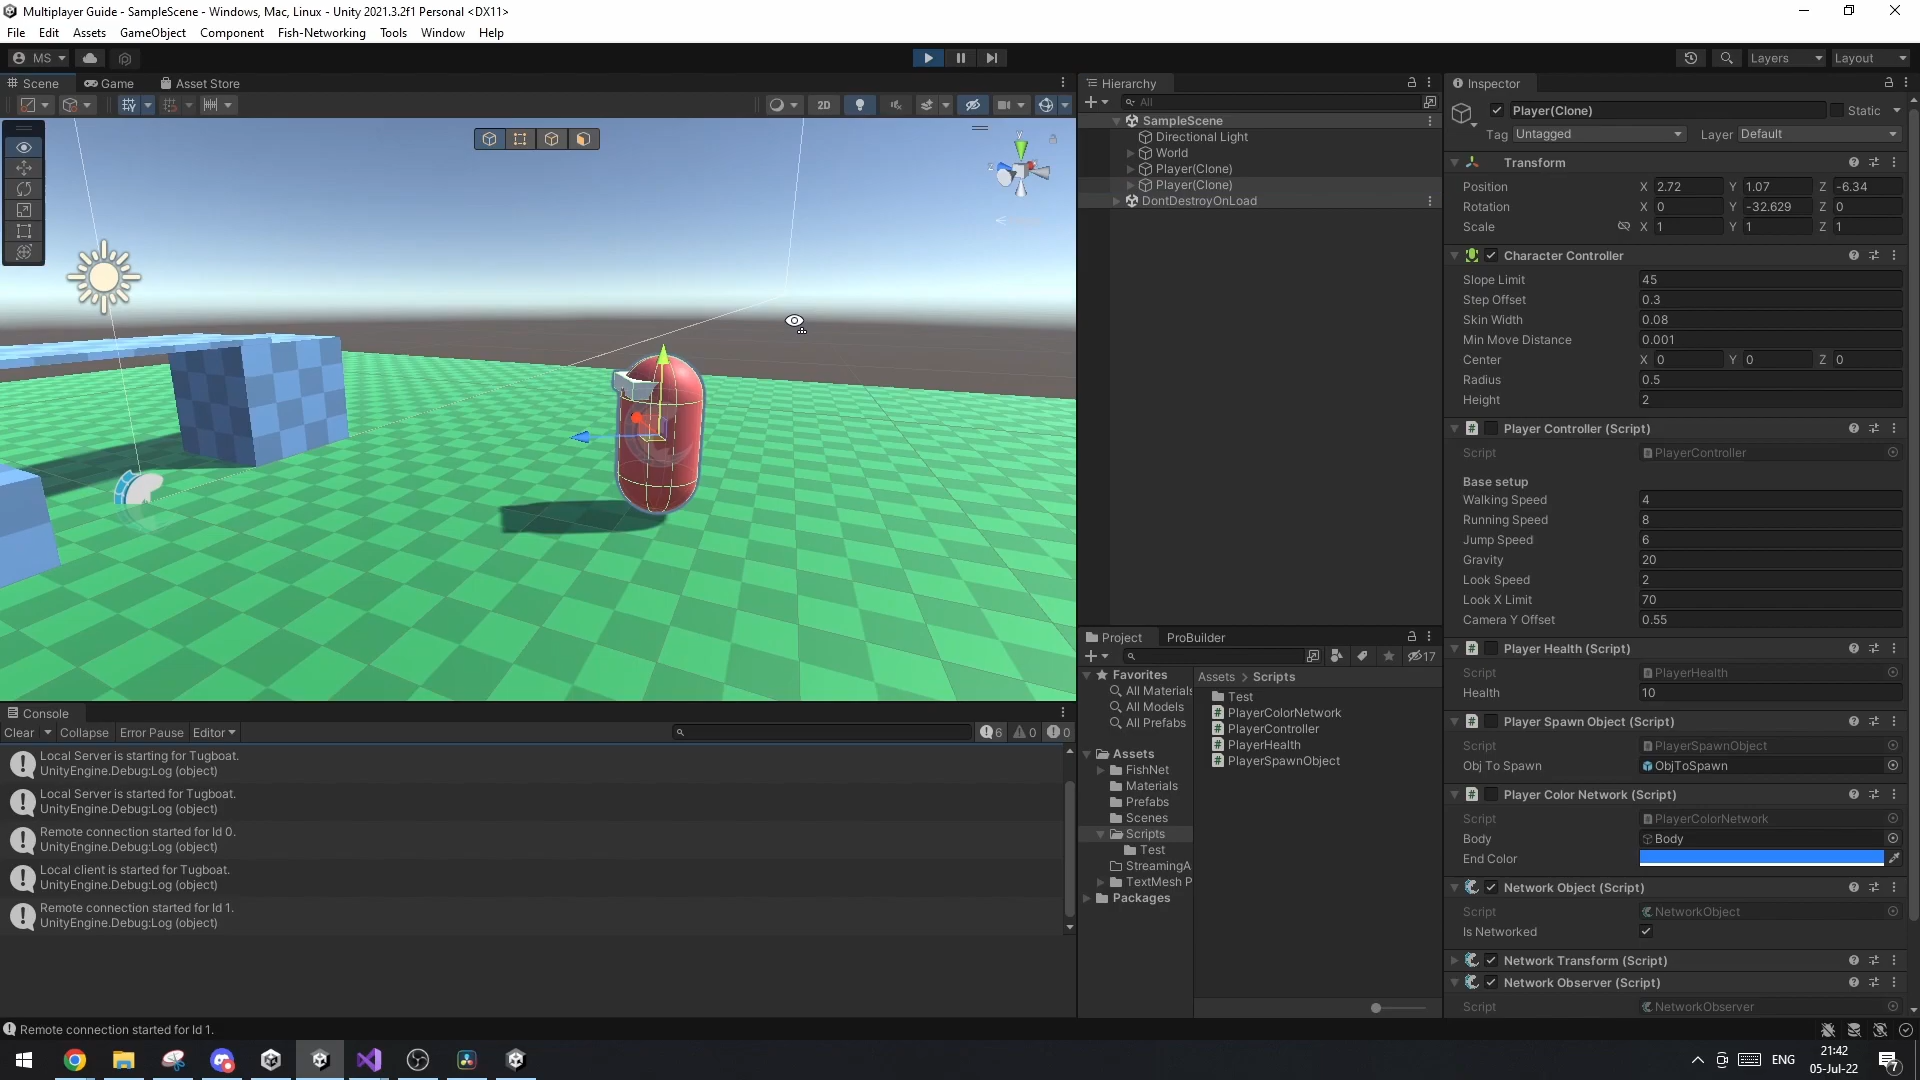 Multiplayer Guide - SampleScene - Windows, Mac, Linux - Unity 2021.3.2f1 Personal <DX11>
File Edit Assets GameObject Component Fish-Networking Tools Window Help
MS Layers Layout
Scene Game Asset Store
2D
y
Console
Clear Collapse Error Pause Editor 6 0 0
Local Server is starting for Tugboat.
UnityEngine.Debug:Log (object)
Local Server is started for Tugboat.
UnityEngine.Debug:Log (object)
Remote connection started for Id 0.
UnityEngine.Debug:Log (object)
Local client is started for Tugboat.
UnityEngine.Debug:Log (object)
Remote connection started for Id 1.
UnityEngine.Debug:Log (object)
Hierarchy
All
SampleScene
Directional Light
World
Player(Clone)
Player(Clone)
DontDestroyOnLoad
Project ProBuilder
17
Favorites
All Materials
All Models
All Prefabs
Assets
FishNet
Materials
Prefabs
Scenes
Scripts
Test
StreamingA
TextMesh P
Packages
Assets > Scripts
Test
PlayerColorNetwork
PlayerController
PlayerHealth
PlayerSpawnObject
Inspector
Player(Clone) Static
Tag Untagged Layer Default
Transform
Position X 2.72 Y 1.07 Z -6.34
Rotation X 0 Y -32.629 Z 0
Scale X 1 Y 1 Z 1
Character Controller
Slope Limit 45
Step Offset 0.3
Skin Width 0.08
Min Move Distance 0.001
Center X 0 Y 0 Z 0
Radius 0.5
Height 2
Player Controller (Script)
Script PlayerController
Base setup
Walking Speed 4
Running Speed 8
Jump Speed 6
Gravity 20
Look Speed 2
Look X Limit 70
Camera Y Offset 0.55
Player Health (Script)
Script PlayerHealth
Health 10
Player Spawn Object (Script)
Script PlayerSpawnObject
Obj To Spawn ObjToSpawn
Player Color Network (Script)
Script PlayerColorNetwork
Body Body
End Color
Network Object (Script)
Script NetworkObject
Is Networked
Network Transform (Script)
Network Observer (Script)
Script NetworkObserver
Remote connection started for Id 1.
ENG
21:42
05-Jul-22
7